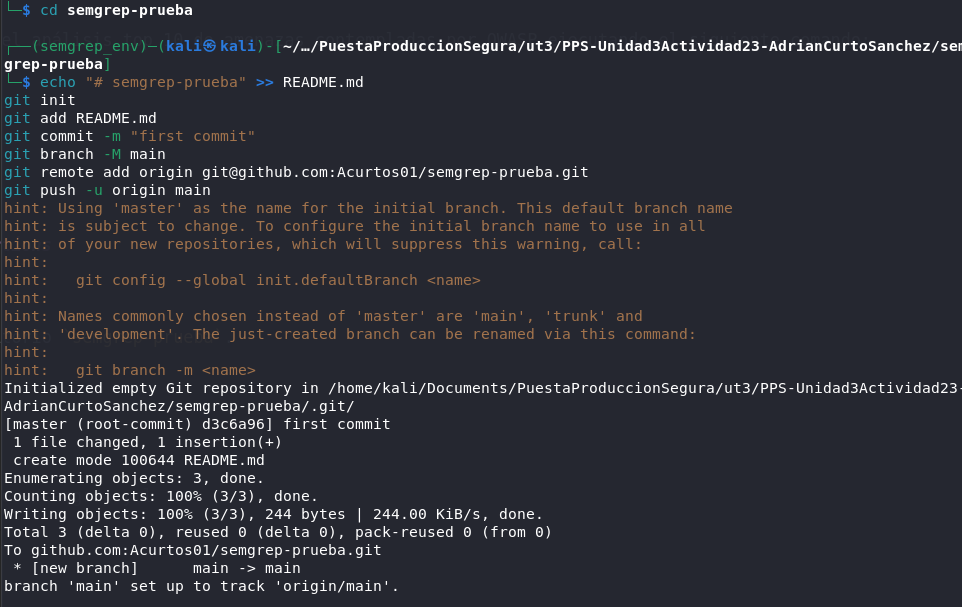 └─$ cd semgrep-prueba
┌──(semgrep_env)─(kali㉿kali)-[~/…/PuestaProduccionSegura/ut3/PPS-Unidad3Actividad23-AdrianCurtoSanchez/sem
grep-prueba]
└─$ echo "# semgrep-prueba" >> README.md
git init
git add README.md
git commit -m "first commit"
git branch -M main
git remote add origin git@github.com:Acurtos01/semgrep-prueba.git
git push -u origin main
hint: Using 'master' as the name for the initial branch. This default branch name
hint: is subject to change. To configure the initial branch name to use in all
hint: of your new repositories, which will suppress this warning, call:
hint:
hint:   git config --global init.defaultBranch <name>
hint:
hint: Names commonly chosen instead of 'master' are 'main', 'trunk' and
hint: 'development'. The just-created branch can be renamed via this command:
hint:
hint:   git branch -m <name>
Initialized empty Git repository in /home/kali/Documents/PuestaProduccionSegura/ut3/PPS-Unidad3Actividad23-
AdrianCurtoSanchez/semgrep-prueba/.git/
[master (root-commit) d3c6a96] first commit
 1 file changed, 1 insertion(+)
 create mode 100644 README.md
Enumerating objects: 3, done.
Counting objects: 100% (3/3), done.
Writing objects: 100% (3/3), 244 bytes | 244.00 KiB/s, done.
Total 3 (delta 0), reused 0 (delta 0), pack-reused 0 (from 0)
To github.com:Acurtos01/semgrep-prueba.git
 * [new branch]      main -> main
branch 'main' set up to track 'origin/main'.